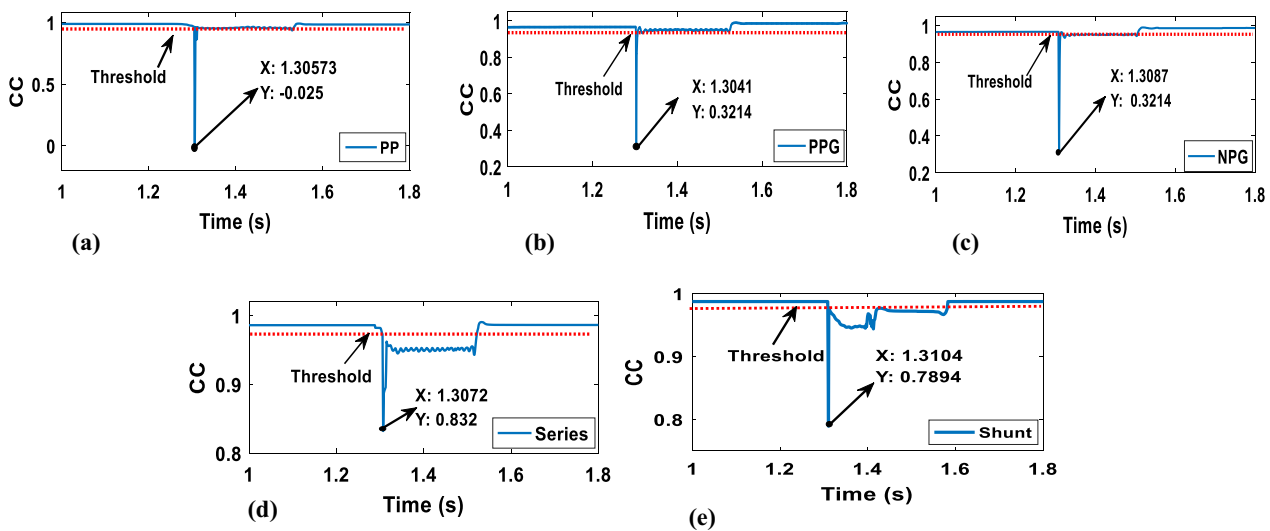 1
0.5
0
CC
Threshold
X: 1.30573
Y: -0.025
PP
1 1.2 1.4 1.6 1.8
Time (s)
(a)
1
0.8
0.6
0.4
0.2
CC
Threshold
X: 1.3041
Y: 0.3214
PPG
1 1.2 1.4 1.6 1.8
Time (s)
(b)
1
0.8
0.6
0.4
0.2
CC
Threshold
X: 1.3087
Y: 0.3214
NPG
1 1.2 1.4 1.6 1.8
Time (s)
(c)
1
0.9
0.8
CC
Threshold
X: 1.3072
Y: 0.832
Series
1 1.2 1.4 1.6 1.8
Time (s)
(d)
1
0.9
0.8
CC
Threshold
X: 1.3104
Y: 0.7894
Shunt
1 1.2 1.4 1.6 1.8
Time (s)
(e)